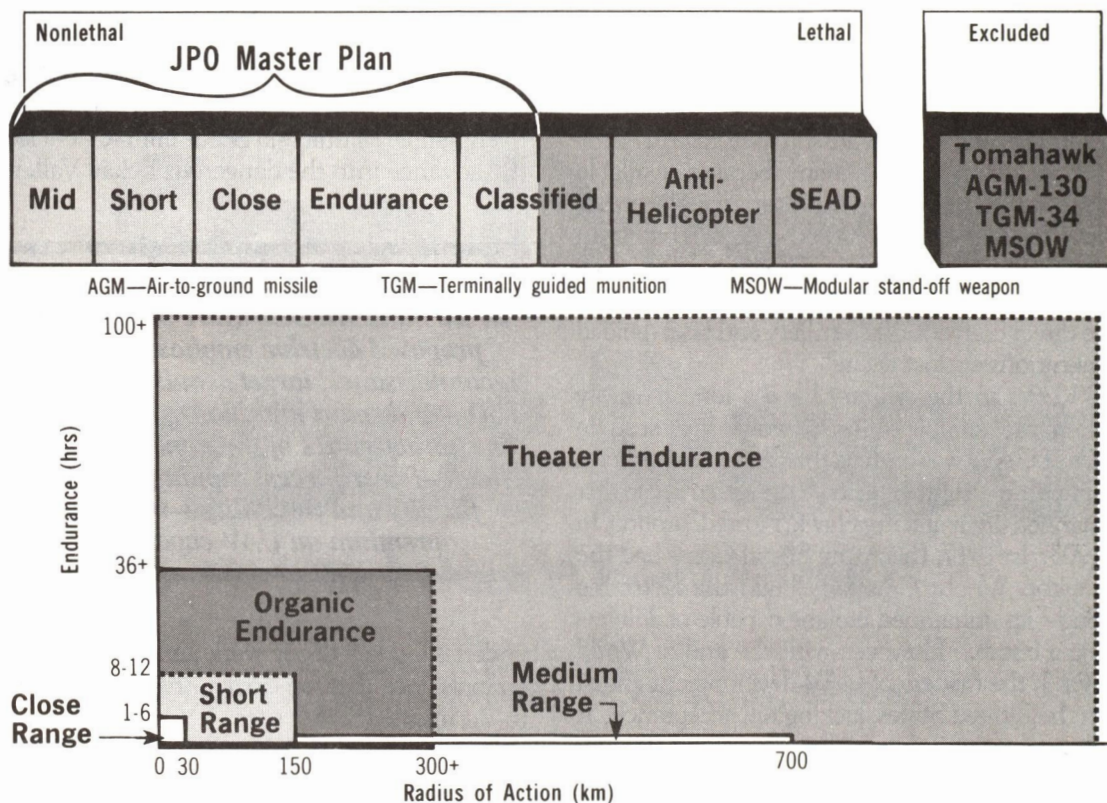 Nonlethal
Lethal
Excluded
JPO Master Plan
Mid
Short
Close
Endurance
Classified
Anti-
Helicopter
SEAD
Tomahawk
AGM-130
TGM-34
MSOW
AGM—Air-to-ground missile
TGM—Terminally guided munition
MSOW—Modular stand-off weapon
100+
Endurance (hrs)
Theater Endurance
36+
Organic
Endurance
8-12
Short
Range
Medium
Range
1-6
Close
Range
0
30
150
300+
700
Radius of Action (km)